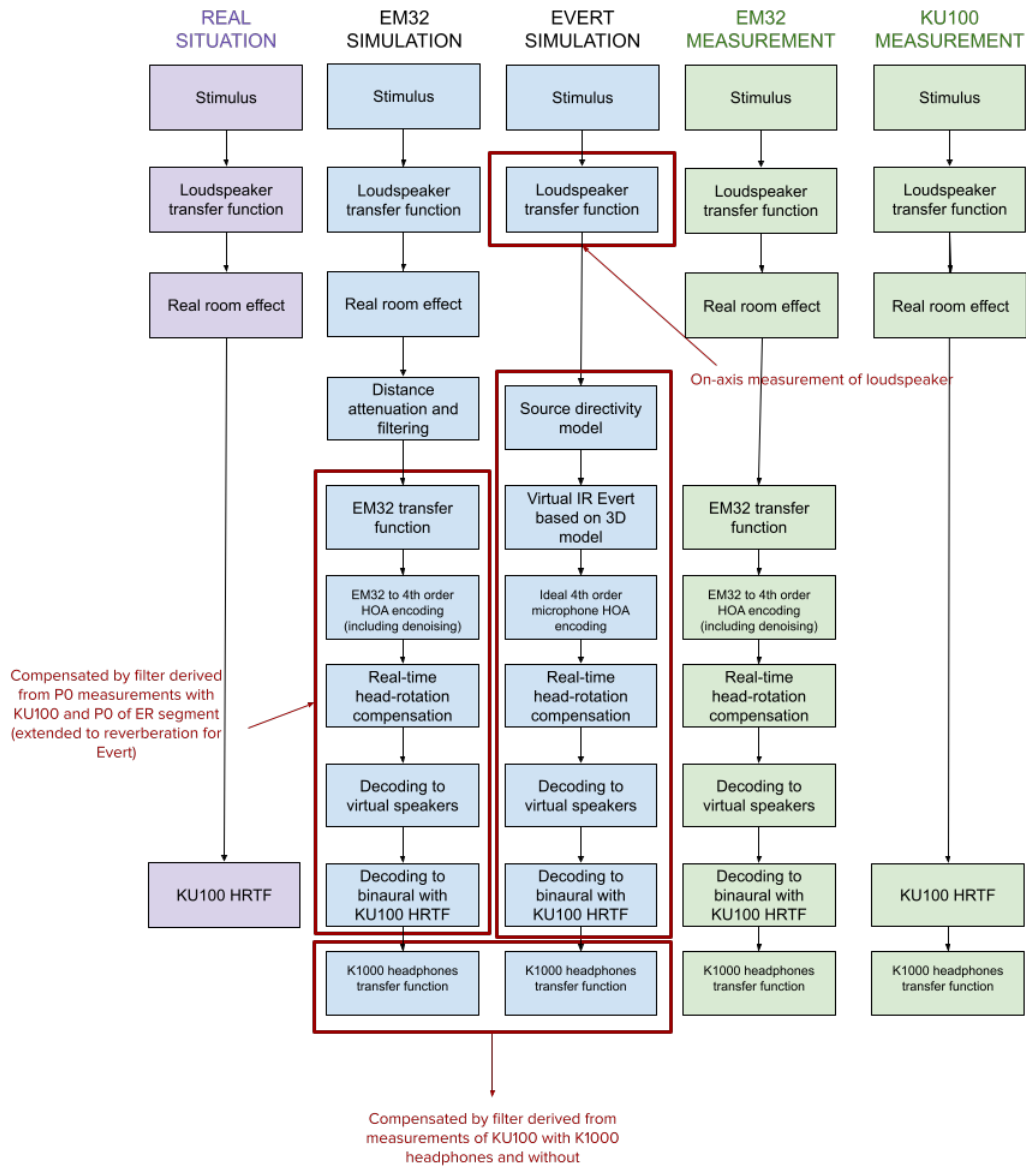 REAL
SITUATION
EM32
SIMULATION
EVERT
SIMULATION
EM32
MEASUREMENT
KU100
MEASUREMENT
Stimulus
Stimulus
Stimulus
Stimulus
Stimulus
Loudspeaker
transfer function
Loudspeaker
transfer function
Loudspeaker
transfer function
Loudspeaker
transfer function
Loudspeaker
transfer function
Real room effect
Real room effect
Real room effect
Real room effect
On-axis measurement of loudspeaker
Distance
attenuation and
filtering
Source directivity
model
EM32 transfer
function
Virtual IR Evert
based on 3D
model
EM32 transfer
function
EM32 to 4th order
HOA encoding
(including denoising)
Ideal 4th order
microphone HOA
encoding
EM32 to 4th order
HOA encoding
(including denoising)
Compensated by filter derived
from P0 measurements with
KU100 and P0 of ER segment
(extended to reverberation for
Evert)
Real-time
head-rotation
compensation
Real-time
head-rotation
compensation
Real-time
head-rotation
compensation
Decoding to
virtual speakers
Decoding to
virtual speakers
Decoding to
virtual speakers
KU100 HRTF
Decoding to
binaural with
KU100 HRTF
Decoding to
binaural with
KU100 HRTF
Decoding to
binaural with
KU100 HRTF
KU100 HRTF
K1000 headphones
transfer function
K1000 headphones
transfer function
K1000 headphones
transfer function
K1000 headphones
transfer function
Compensated by filter derived from
measurements of KU100 with K1000
headphones and without